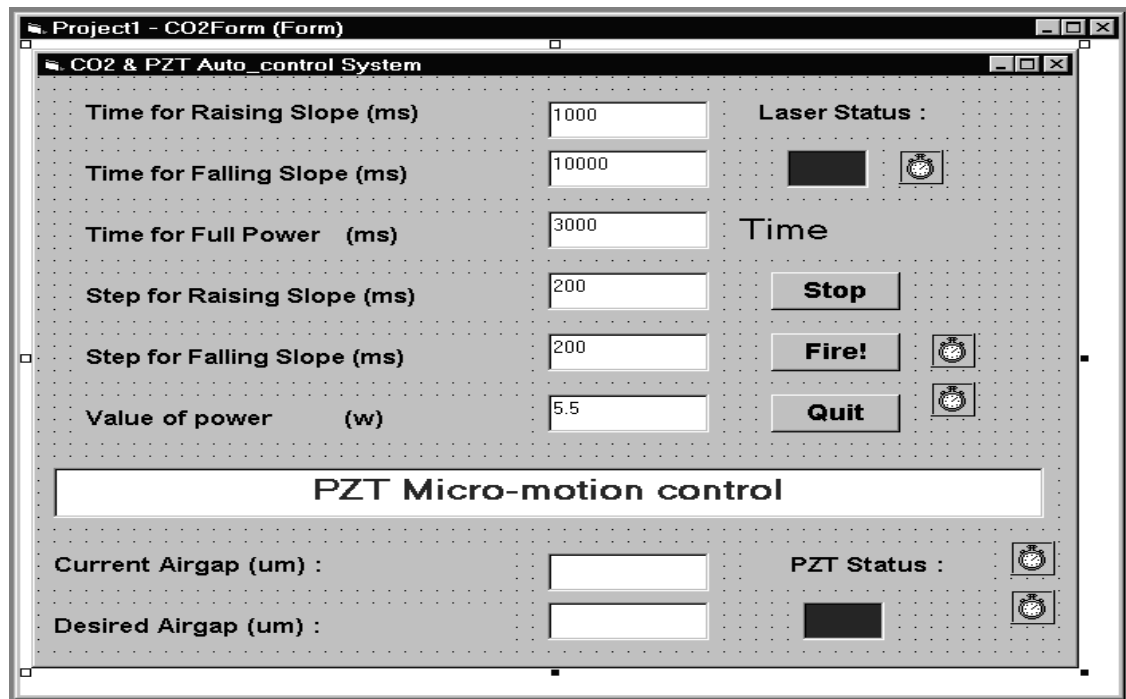 Project1 - CO2Form (Form)
CO2 & PZT Auto_control System
Time for Raising Slope (ms) 1000 Laser Status :
Time for Falling Slope (ms) 10000
Time for Full Power (ms) 3000 Time
Step for Raising Slope (ms) 200 Stop
Step for Falling Slope (ms) 200 Fire!
Value of power (w) 5.5 Quit
PZT Micro-motion control
Current Airgap (um) : PZT Status :
Desired Airgap (um) :